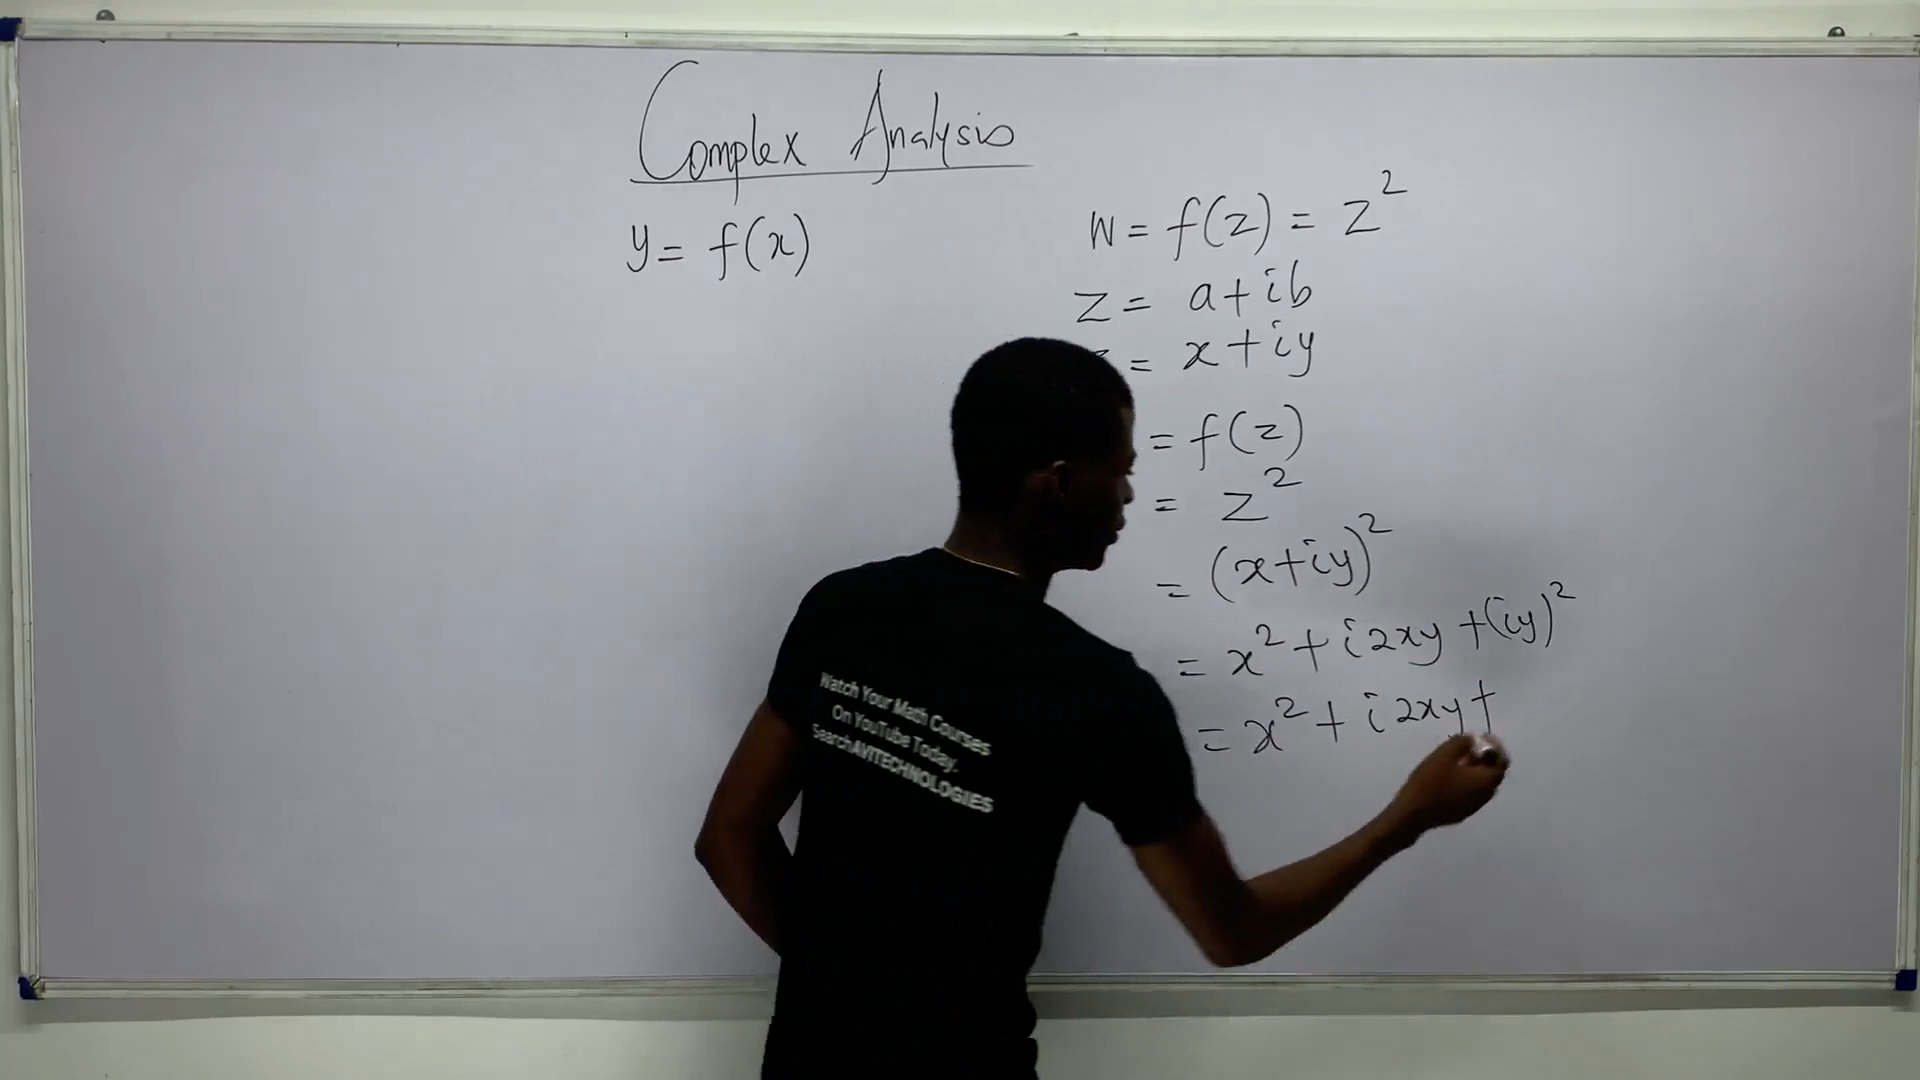 Complex Analysis
y = f(x)
W = f(z) = z²
z = a + ib
= x + iy
= f(z)
= z²
= (x+iy)²
= x² + i2xy + (iy)²
= x² + i2xy +
Watch Your Math Courses
On YouTube Today.
Search AVITECHNOLOGIES